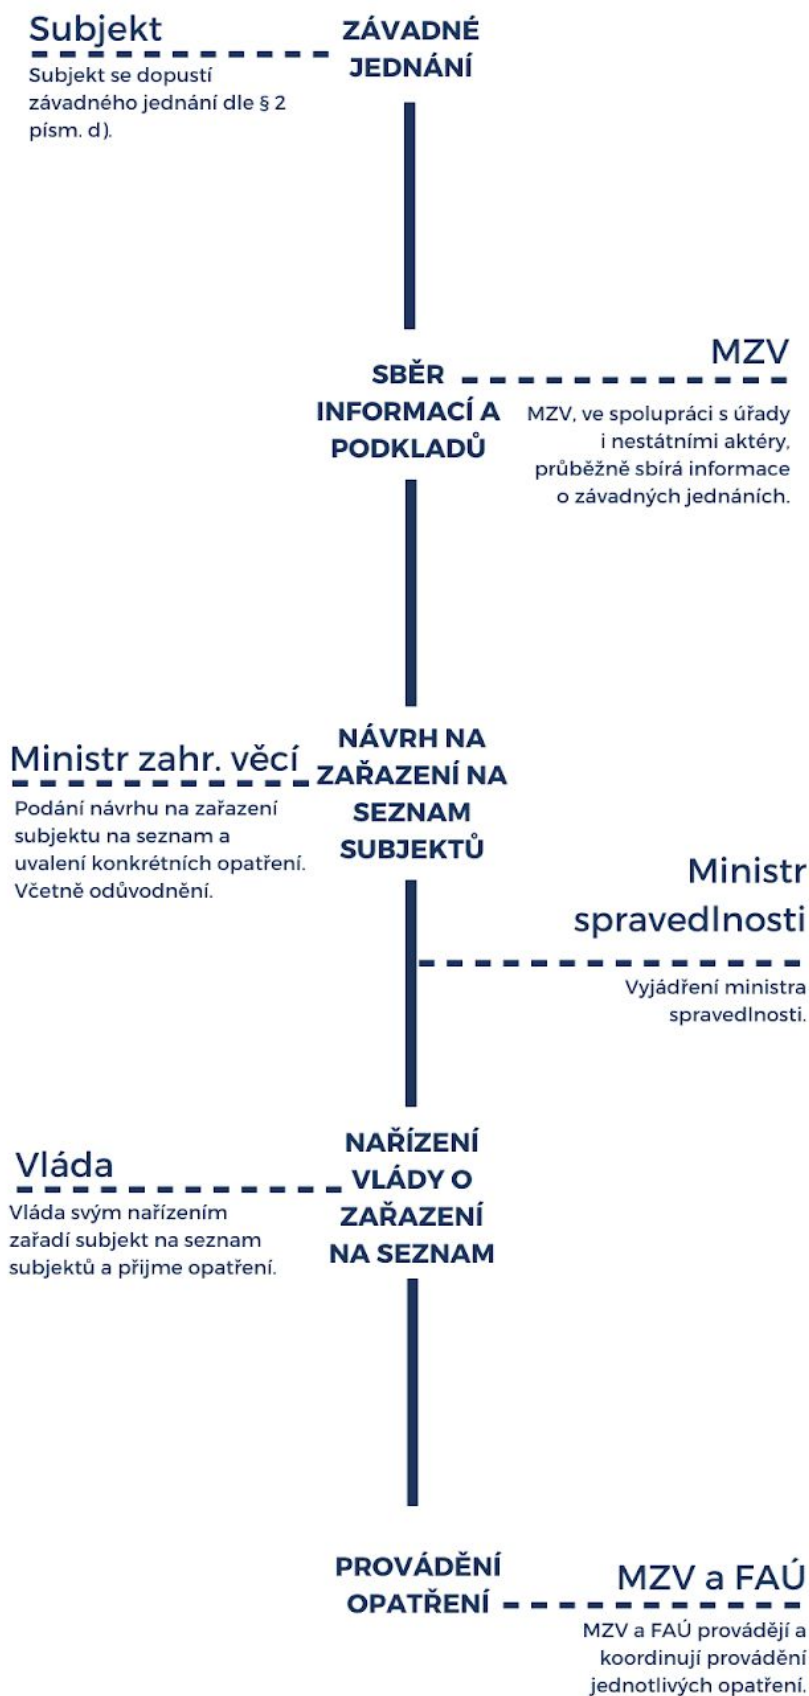 Subjekt
Subjekt se dopustí
závadného jednání dle § 2
písm. d).
ZÁVADNÉ
JEDNÁNÍ
SBĚR
INFORMACÍ A
PODKLADŮ
MZV
MZV, ve spolupráci s úřady
i nestátními aktéry,
průběžně sbírá informace
o závadných jednáních.
Ministr zahr. věcí
Podání návrhu na zařazení
subjektu na seznam a
uvalení konkrétních opatření.
Včetně odůvodnění.
NÁVRH NA
ZAŘAZENÍ NA
SEZNAM
SUBJEKTŮ
Ministr
spravedlnosti
Vyjádření ministra
spravedlnosti.
Vláda
Vláda svým nařízením
zařadí subjekt na seznam
subjektů a přijme opatření.
NAŘÍZENÍ
VLÁDY O
ZAŘAZENÍ
NA SEZNAM
PROVÁDĚNÍ
OPATŘENÍ
MZV a FAÚ
MZV a FAÚ provádějí a
koordinují provádění
jednotlivých opatření.